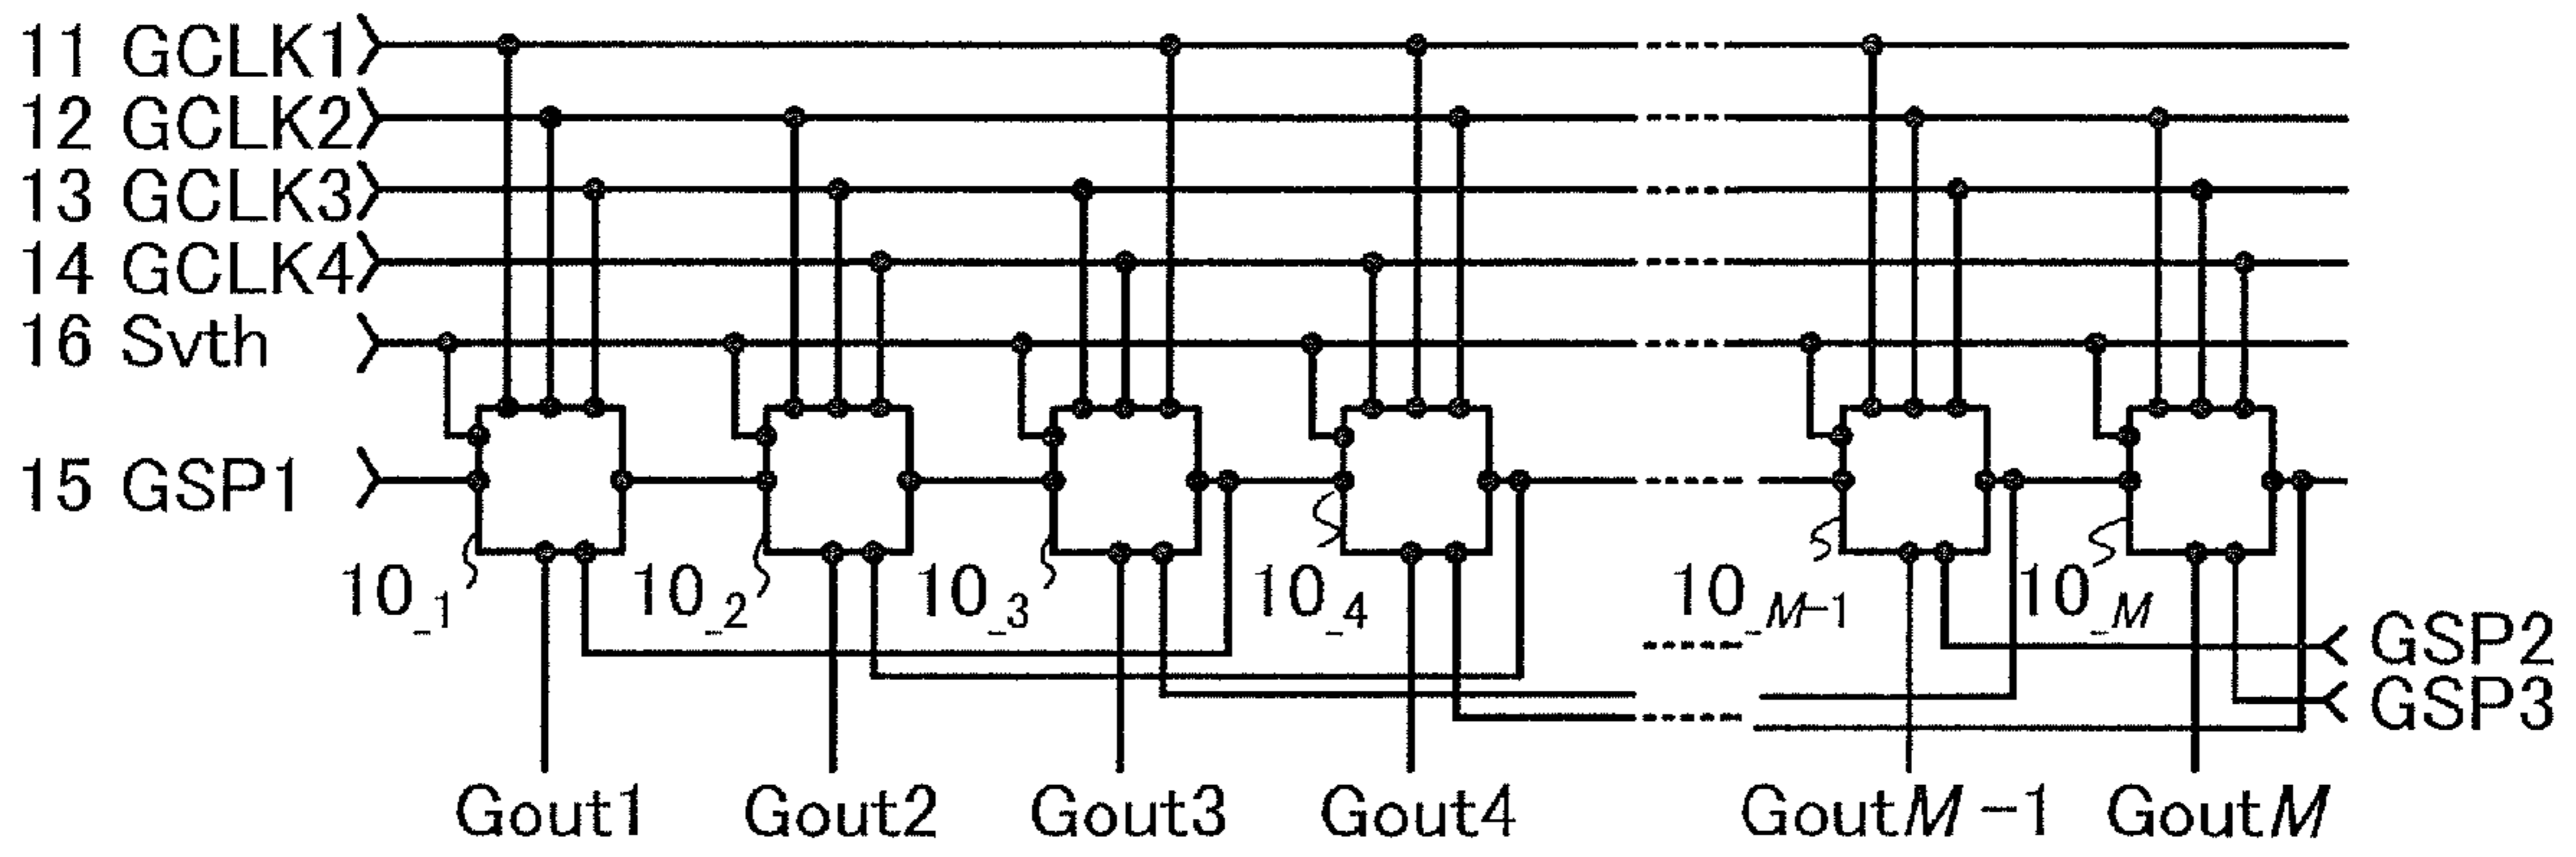 11 GCLK1
12 GCLK2
13 GCLK3
14 GCLK4
16 Svth
15 GSP1
10_1
10_2
10_3
10_4
10_M-1
10_M
GSP2
GSP3
Gout1
Gout2
Gout3
Gout4
GoutM-1
GoutM